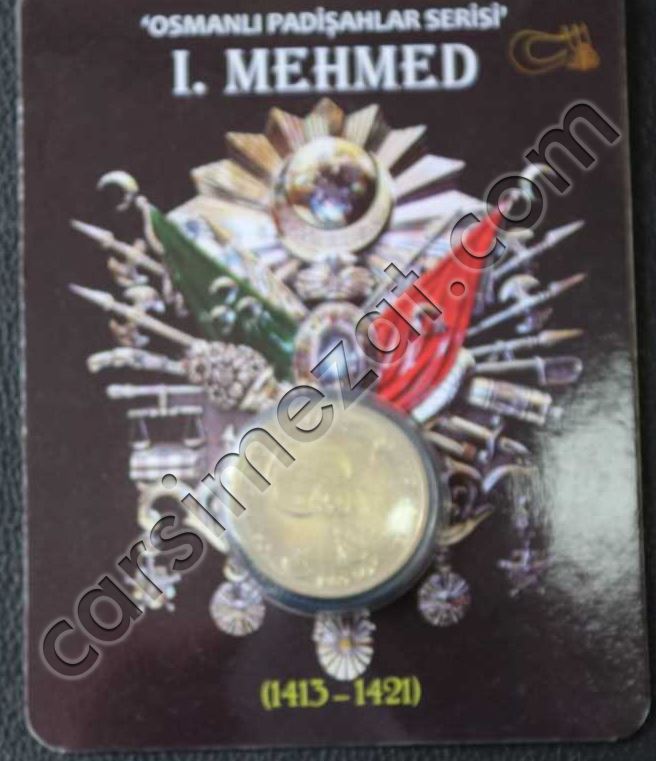 'OSMANLI PADİŞAHLAR SERİSİ'
I. MEHMED
carsimezat.com
(1413 – 1421)